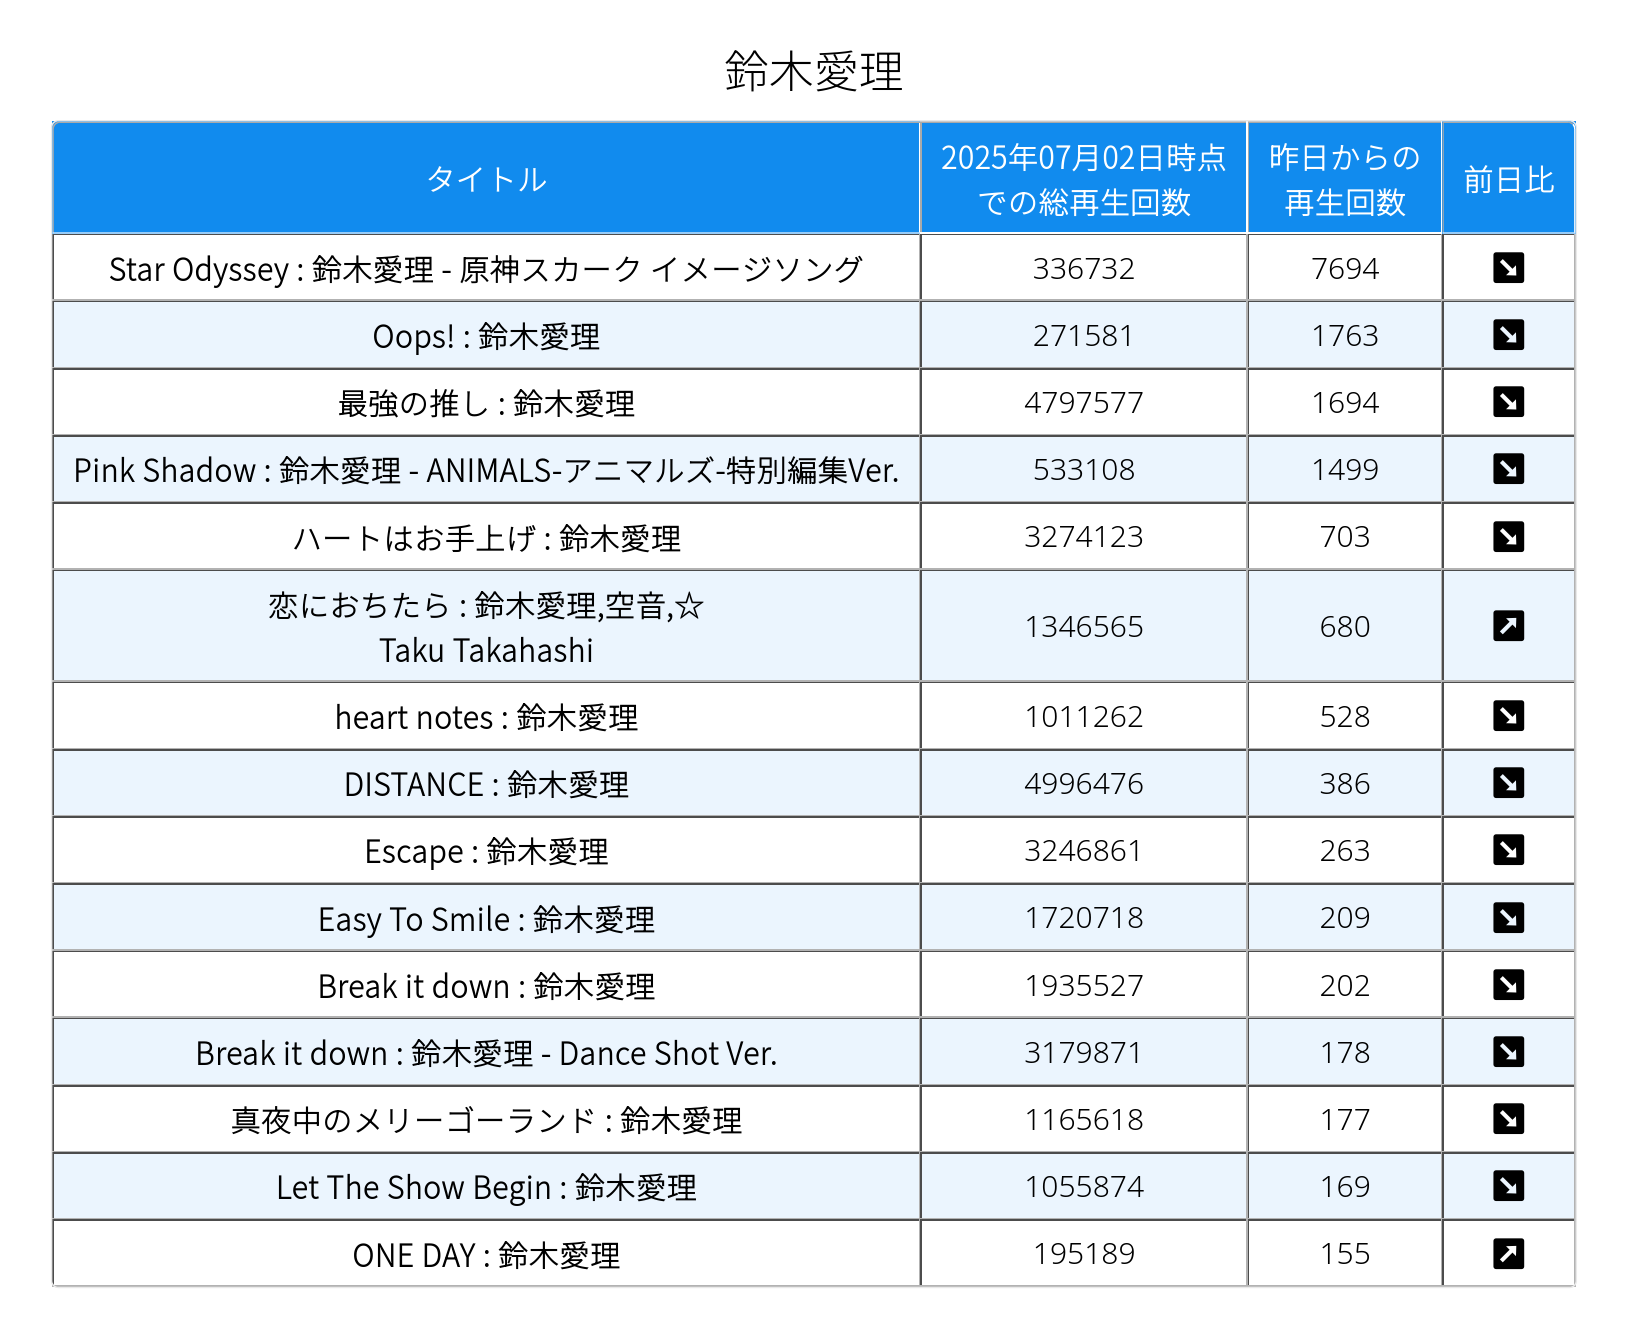 鈴木愛理
タイトル
2025年07月02日時点
での総再生回数
昨日からの
再生回数
前日比
Star Odyssey : 鈴木愛理 - 原神スカーク イメージソング 336732 7694
Oops! : 鈴木愛理 271581 1763
最強の推し : 鈴木愛理 4797577 1694
Pink Shadow : 鈴木愛理 - ANIMALS-アニマルズ-特別編集Ver. 533108 1499
ハートはお手上げ : 鈴木愛理 3274123 703
恋におちたら : 鈴木愛理,空音,☆
Taku Takahashi 1346565 680
heart notes : 鈴木愛理 1011262 528
DISTANCE : 鈴木愛理 4996476 386
Escape : 鈴木愛理 3246861 263
Easy To Smile : 鈴木愛理 1720718 209
Break it down : 鈴木愛理 1935527 202
Break it down : 鈴木愛理 - Dance Shot Ver. 3179871 178
真夜中のメリーゴーランド : 鈴木愛理 1165618 177
Let The Show Begin : 鈴木愛理 1055874 169
ONE DAY : 鈴木愛理 195189 155